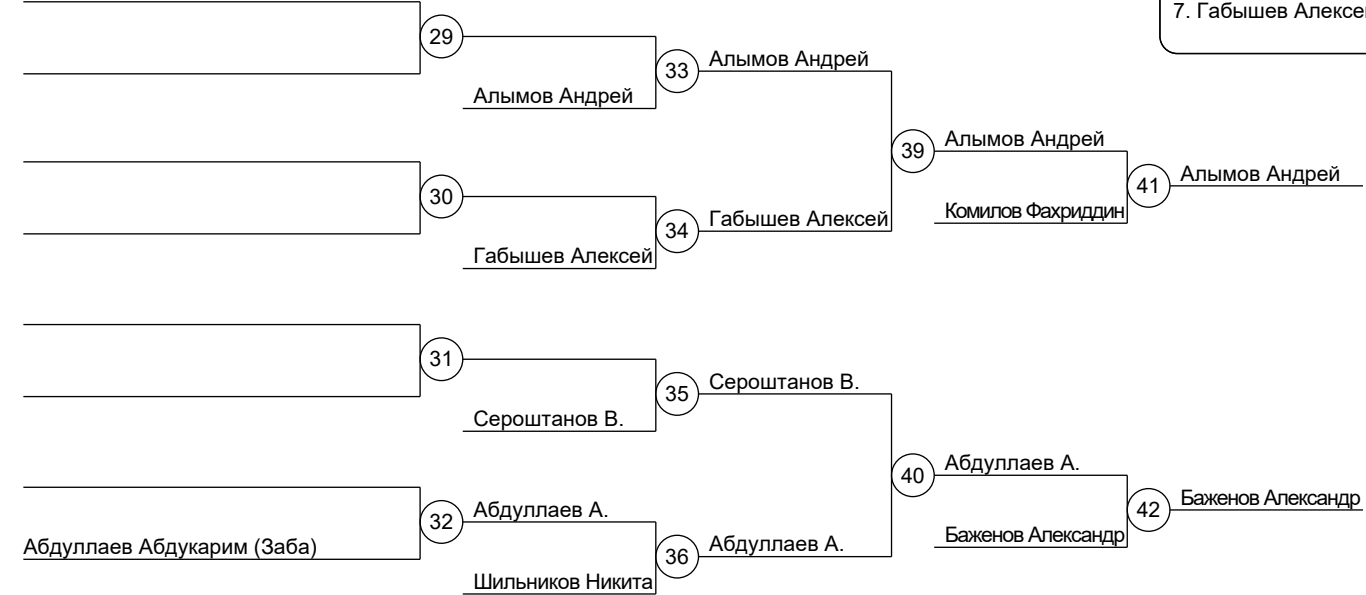 7. Габышев Алексе
29
33
Алымов Андрей
Алымов Андрей
39
Алымов Андрей
41
Алымов Андрей
30
34
Габышев Алексей
Комилов Фахриддин
Габышев Алексей
31
35
Сероштанов В.
Сероштанов В.
40
Абдуллаев А.
42
Баженов Александр
32
Абдуллаев А.
Баженов Александр
Абдуллаев Абдукарим (Заба)
36
Абдуллаев А.
Шильников Никита